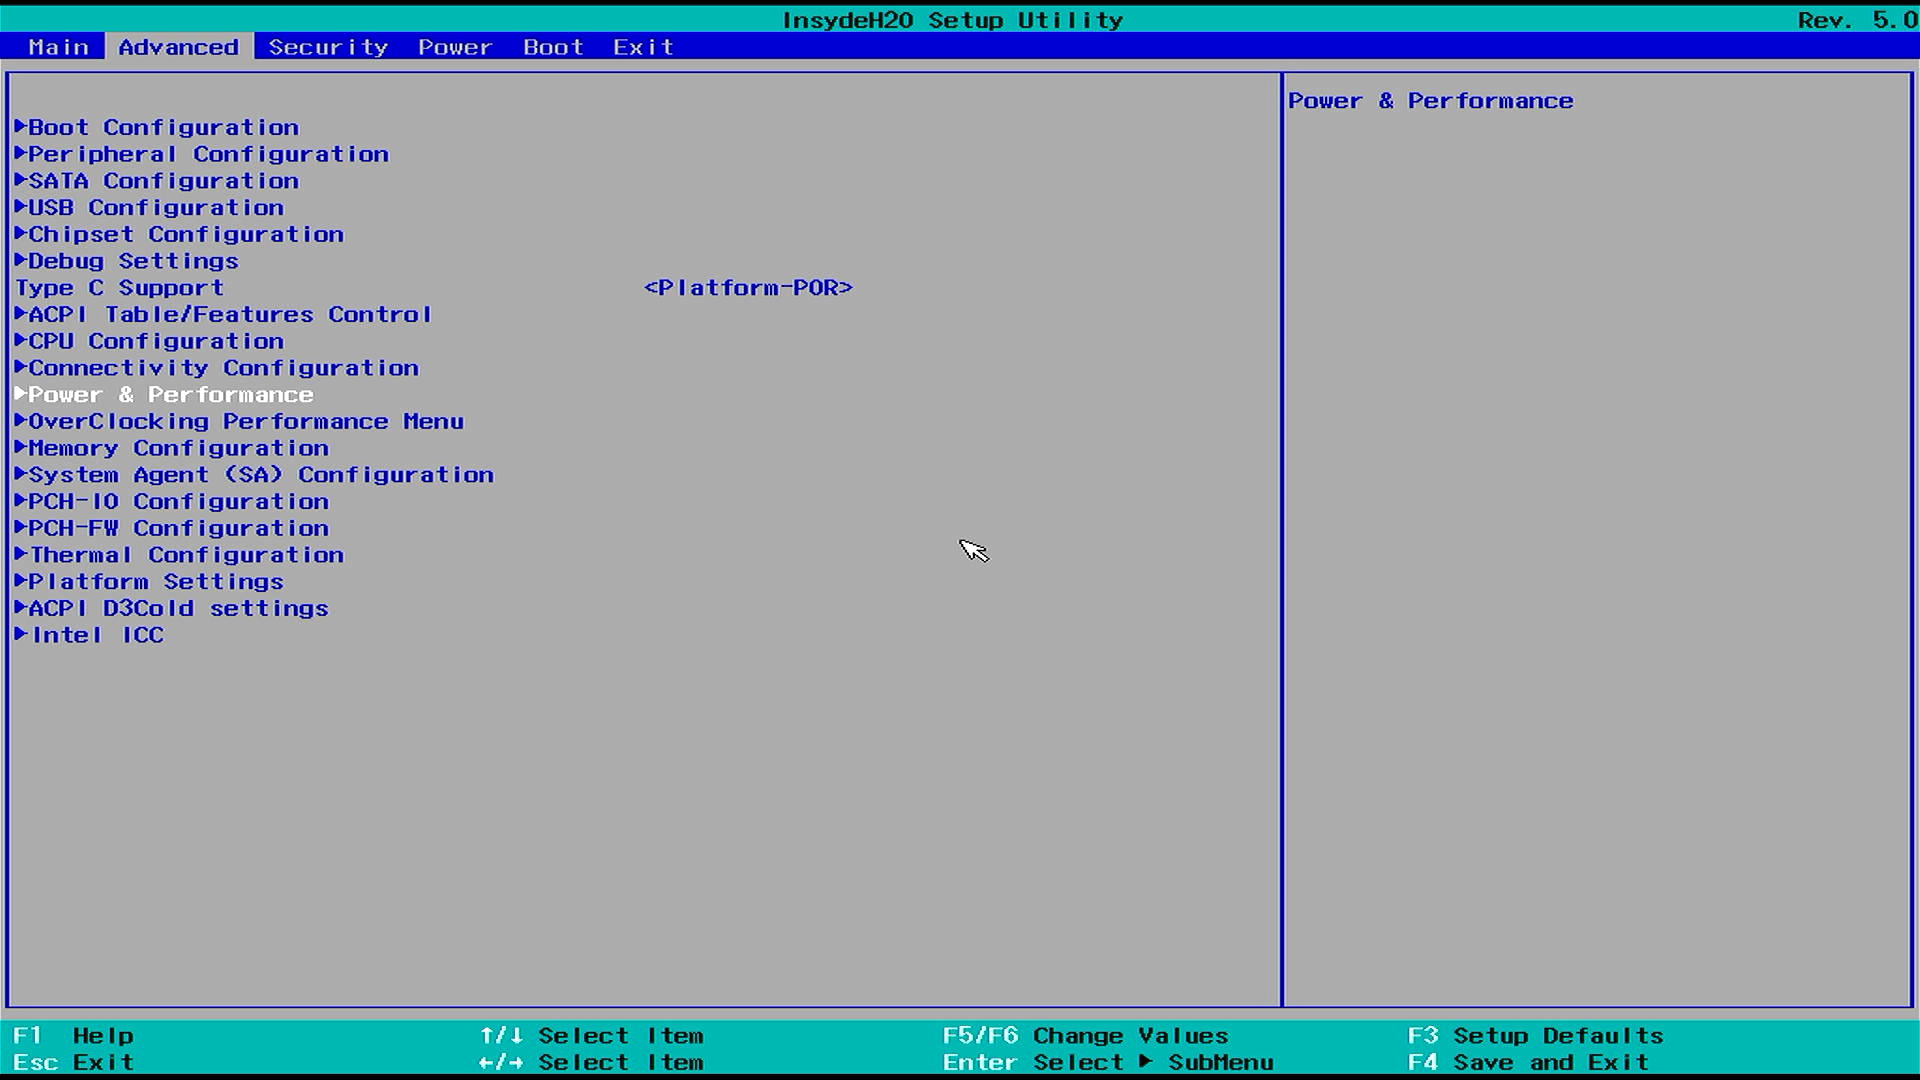 InsydeH20 Setup Utility Rev. 5.0
Main Advanced Security Power Boot Exit
Power & Performance
Boot Configuration
Peripheral Configuration
SATA Configuration
USB Configuration
Chipset Configuration
Debug Settings
Type C Support <Platform-POR>
ACPI Table/Features Control
CPU Configuration
Connectivity Configuration
Power & Performance
OverClocking Performance Menu
Memory Configuration
System Agent (SA) Configuration
PCH-IO Configuration
PCH-FW Configuration
Thermal Configuration
Platform Settings
ACPI D3Cold settings
Intel ICC
F1 Help ↑/↓ Select Item F5/F6 Change Values F3 Setup Defaults
Esc Exit ←/→ Select Item Enter Select ▶ SubMenu F4 Save and Exit